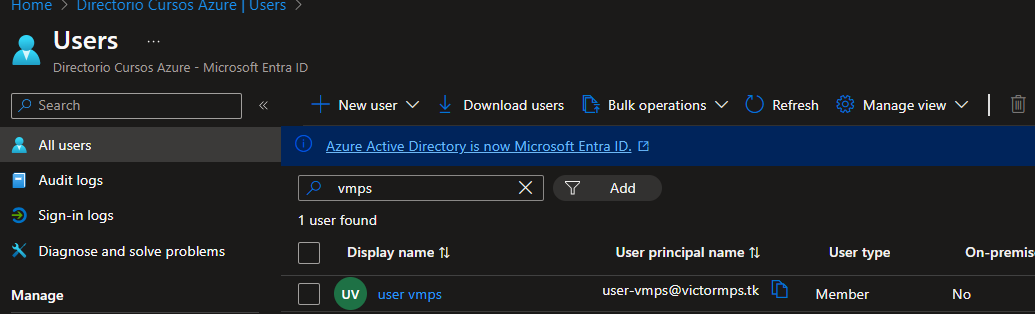 Home > Directorio Cursos Azure | Users >
Users ...
Directorio Cursos Azure - Microsoft Entra ID
Search «
All users
Audit logs
Sign-in logs
Diagnose and solve problems
Manage
New user Download users Bulk operations Refresh Manage view
Azure Active Directory is now Microsoft Entra ID.
vmps Add
1 user found
Display name User principal name User type On-premise
UV user vmps user-vmps@victormps.tk Member No